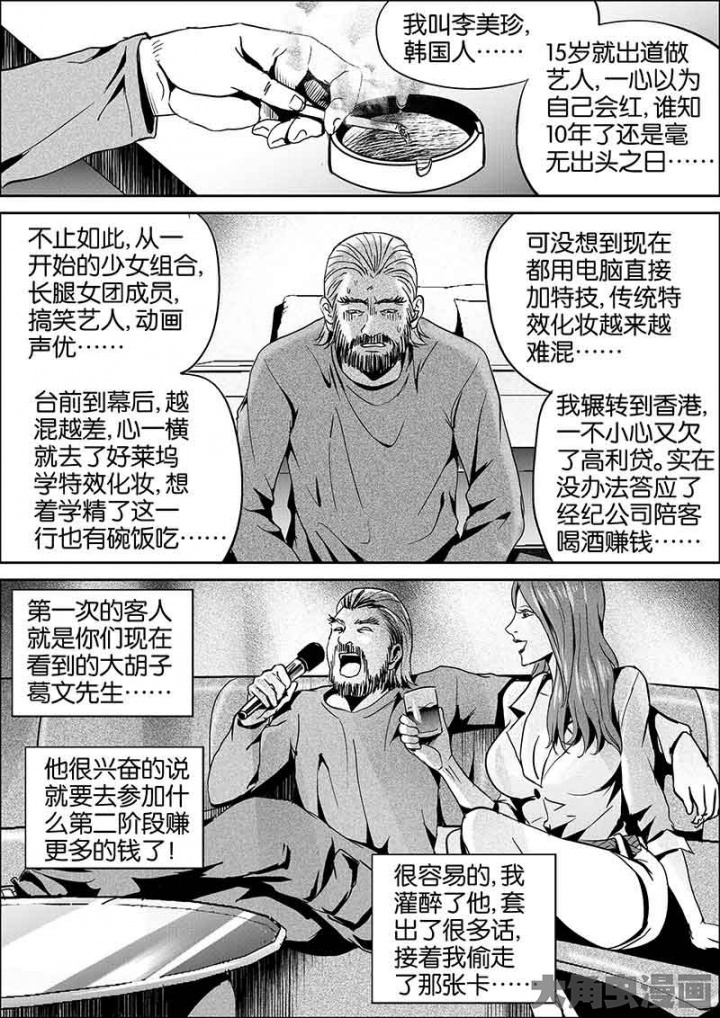 我叫李美珍,
韩国人……
15岁就出道做
艺人,一心以为
自己会红,谁知
10年了还是毫
无出头之日……
不止如此,从一
开始的少女组合,
长腿女团成员,
搞笑艺人,动画
声优……
台前到幕后,越
混越差,心一横
就去了好莱坞
学特效化妆,想
着学精了这一
行也有碗饭吃……
可没想到现在
都用电脑直接
加特技,传统特
效化妆越来越
难混…
我辗转到香港,
一不小心又欠
了高利贷。实在
没办法答应了
经纪公司陪客
喝酒赚钱……
第一次的客人
就是你们现在
看到的大胡子
葛文先生……
他很兴奋的说
就要去参加什
么第二阶段赚
更多的钱了!
很容易的,我
灌醉了他,套
出了很多话,
接着我偷走
了那张卡……
大角虫漫画